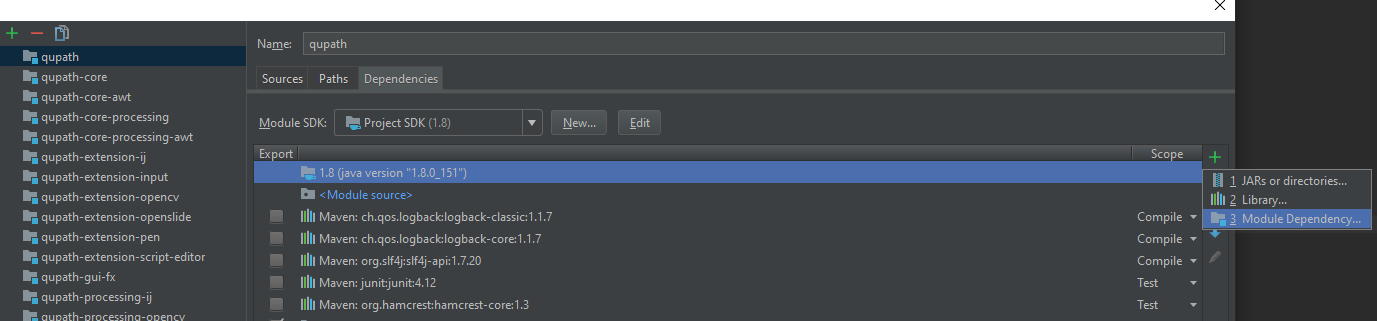 qupath
qupath-core
qupath-core-awt
qupath-core-processing
qupath-core-processing-awt
qupath-extension-ij
qupath-extension-input
qupath-extension-opencv
qupath-extension-openslide
qupath-extension-pen
qupath-extension-script-editor
qupath-gui-fx
qupath-processing-ij
qupath-processing-opencv
Name: qupath
Sources Paths Dependencies
Module SDK: Project SDK (1.8) New... Edit
Export Scope
1.8 (java version "1.8.0_151")
<Module source>
Maven: ch.qos.logback:logback-classic:1.1.7 Compile
Maven: ch.qos.logback:logback-core:1.1.7 Compile
Maven: org.slf4j:slf4j-api:1.7.20 Compile
Maven: junit:junit:4.12 Test
Maven: org.hamcrest:hamcrest-core:1.3 Test
1 JARs or directories...
2 Library...
3 Module Dependency...